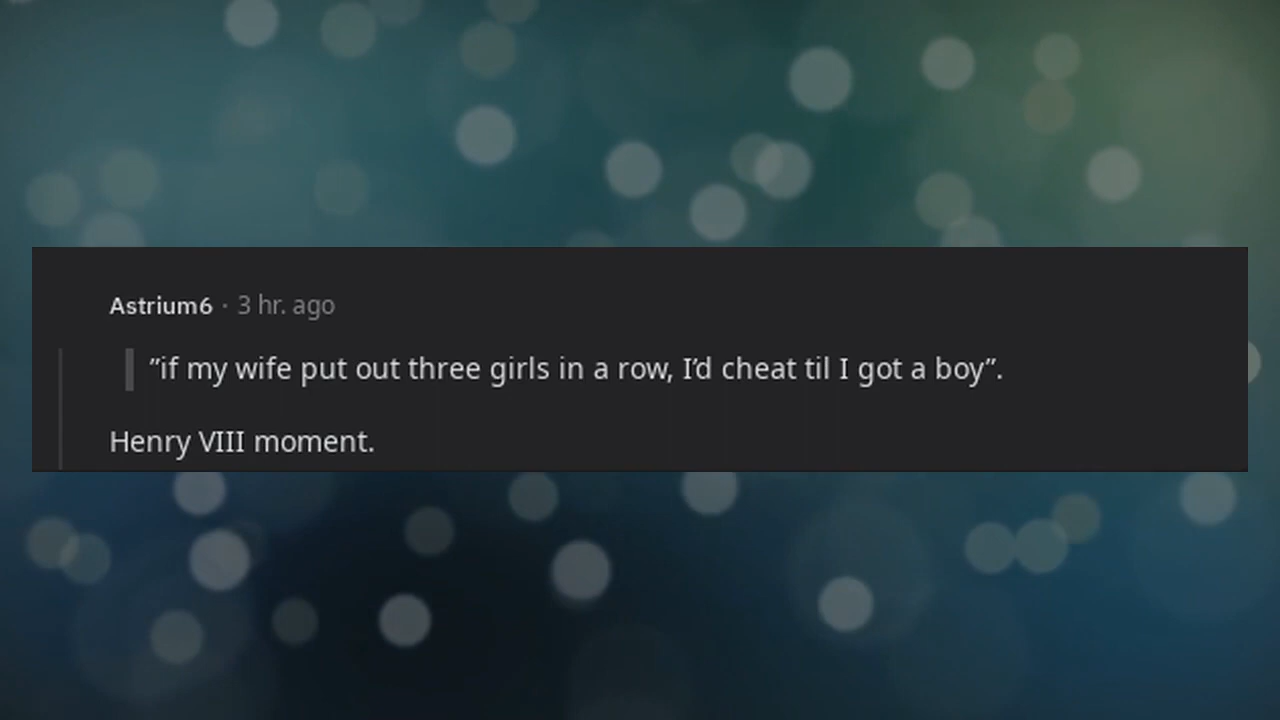 Astrium6 · 3 hr. ago
”if my wife put out three girls in a row, I’d cheat til I got a boy”.
Henry VIII moment.